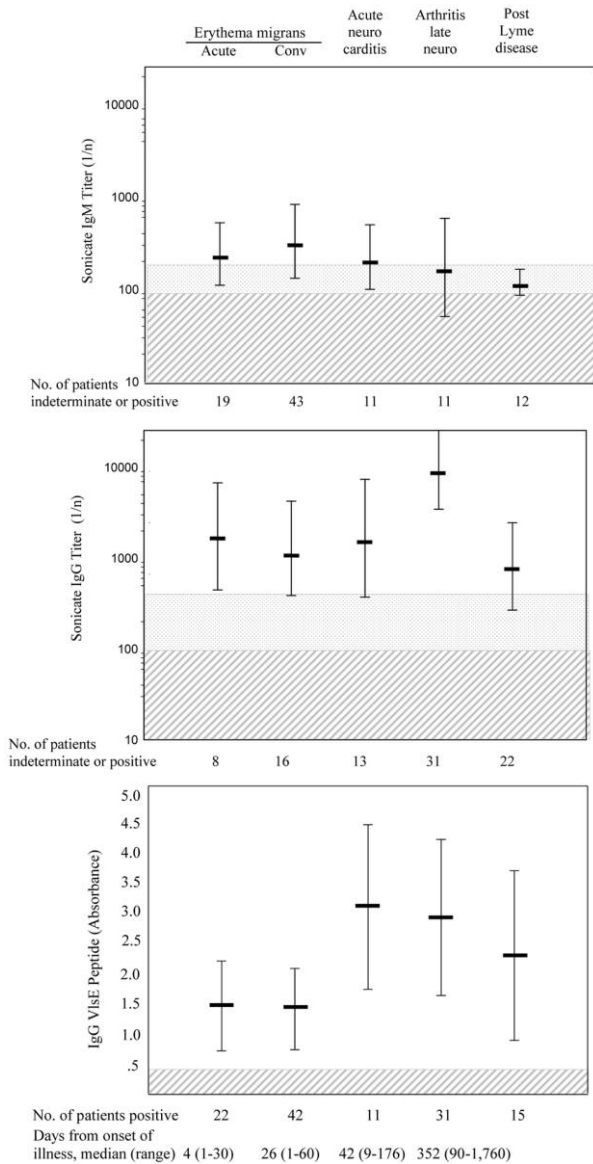 Erythema migrans
Acute
Conv
Acute
neuro
carditis
Arthritis
late
neuro
Post
Lyme
disease
Sonicate IgM Titer (1/n)
10000
1000
100
10
No. of patients
indeterminate or positive 19 43 11 11 12
Sonicate IgG Titer (1/n)
10000
1000
100
10
No. of patients
indeterminate or positive 8 16 13 31 22
IgG VlsE Peptide (Absorbance)
5.0
4.5
4.0
3.5
3.0
2.5
2.0
1.5
1.0
.5
No. of patients positive 22 42 11 31 15
Days from onset of
illness, median (range) 4 (1-30) 26 (1-60) 42 (9-176) 352 (90-1,760)